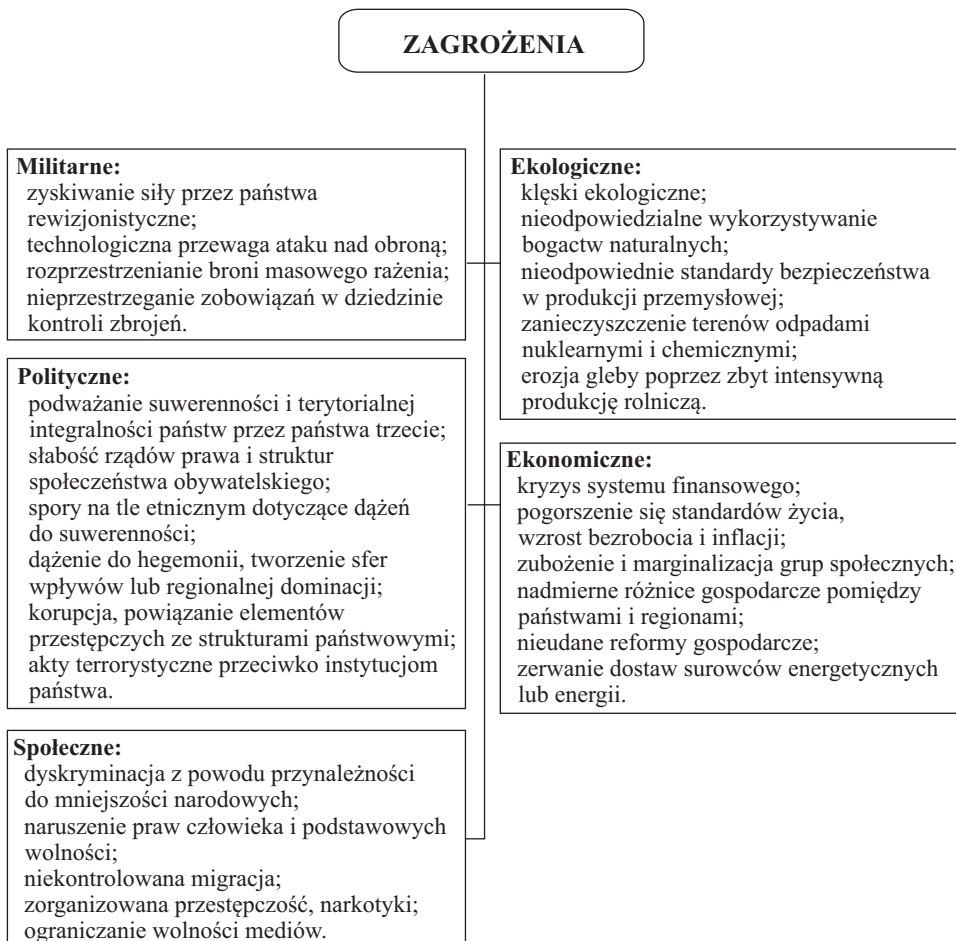 ZAGROŻENIA
Militarne:
zyskiwanie siły przez państwa
rewizjonistyczne;
technologiczna przewaga ataku nad obroną;
rozprzestrzenianie broni masowego rażenia;
nieprzestrzeganie zobowiązań w dziedzinie
kontroli zbrojeń.
Polityczne:
podważanie suwerenności i terytorialnej
integralności państw przez państwa trzecie;
słabość rządów prawa i struktur
społeczeństwa obywatelskiego;
spory na tle etnicznym dotyczące dążeń
do suwerenności;
dążenie do hegemonii, tworzenie sfer
wpływów lub regionalnej dominacji;
korupcja, powiązanie elementów
przestępczych ze strukturami państwowymi;
akty terrorystyczne przeciwko instytucjom
państwa.
Społeczne:
dyskryminacja z powodu przynależności
do mniejszości narodowych;
naruszenie praw człowieka i podstawowych
wolności;
niekontrolowana migracja;
zorganizowana przestępczość, narkotyki;
ograniczanie wolności mediów.
Ekologiczne:
klęski ekologiczne;
nieodpowiedzialne wykorzystywanie
bogactw naturalnych;
nieodpowiednie standardy bezpieczeństwa
w produkcji przemysłowej;
zanieczyszczenie terenów odpadami
nuklearnymi i chemicznymi;
erozja gleby poprzez zbyt intensywną
produkcję rolniczą.
Ekonomiczne:
kryzys systemu finansowego;
pogorszenie się standardów życia,
wzrost bezrobocia i inflacji;
zubożenie i marginalizacja grup społecznych;
nadmierne różnice gospodarcze pomiędzy
państwami i regionami;
nieudane reformy gospodarcze;
zerwanie dostaw surowców energetycznych
lub energii.